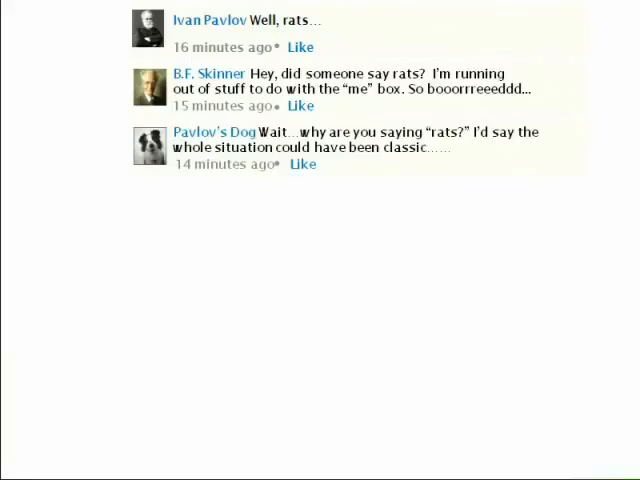 Ivan Pavlov Well, rats...
16 minutes ago• Like
B.F. Skinner Hey, did someone say rats? I'm running
out of stuff to do with the “me” box. So booorrreeeddd...
15 minutes ago• Like
Pavlov's Dog Wait...why are you saying “rats?” I'd say the
whole situation could have been classic......
14 minutes ago• Like